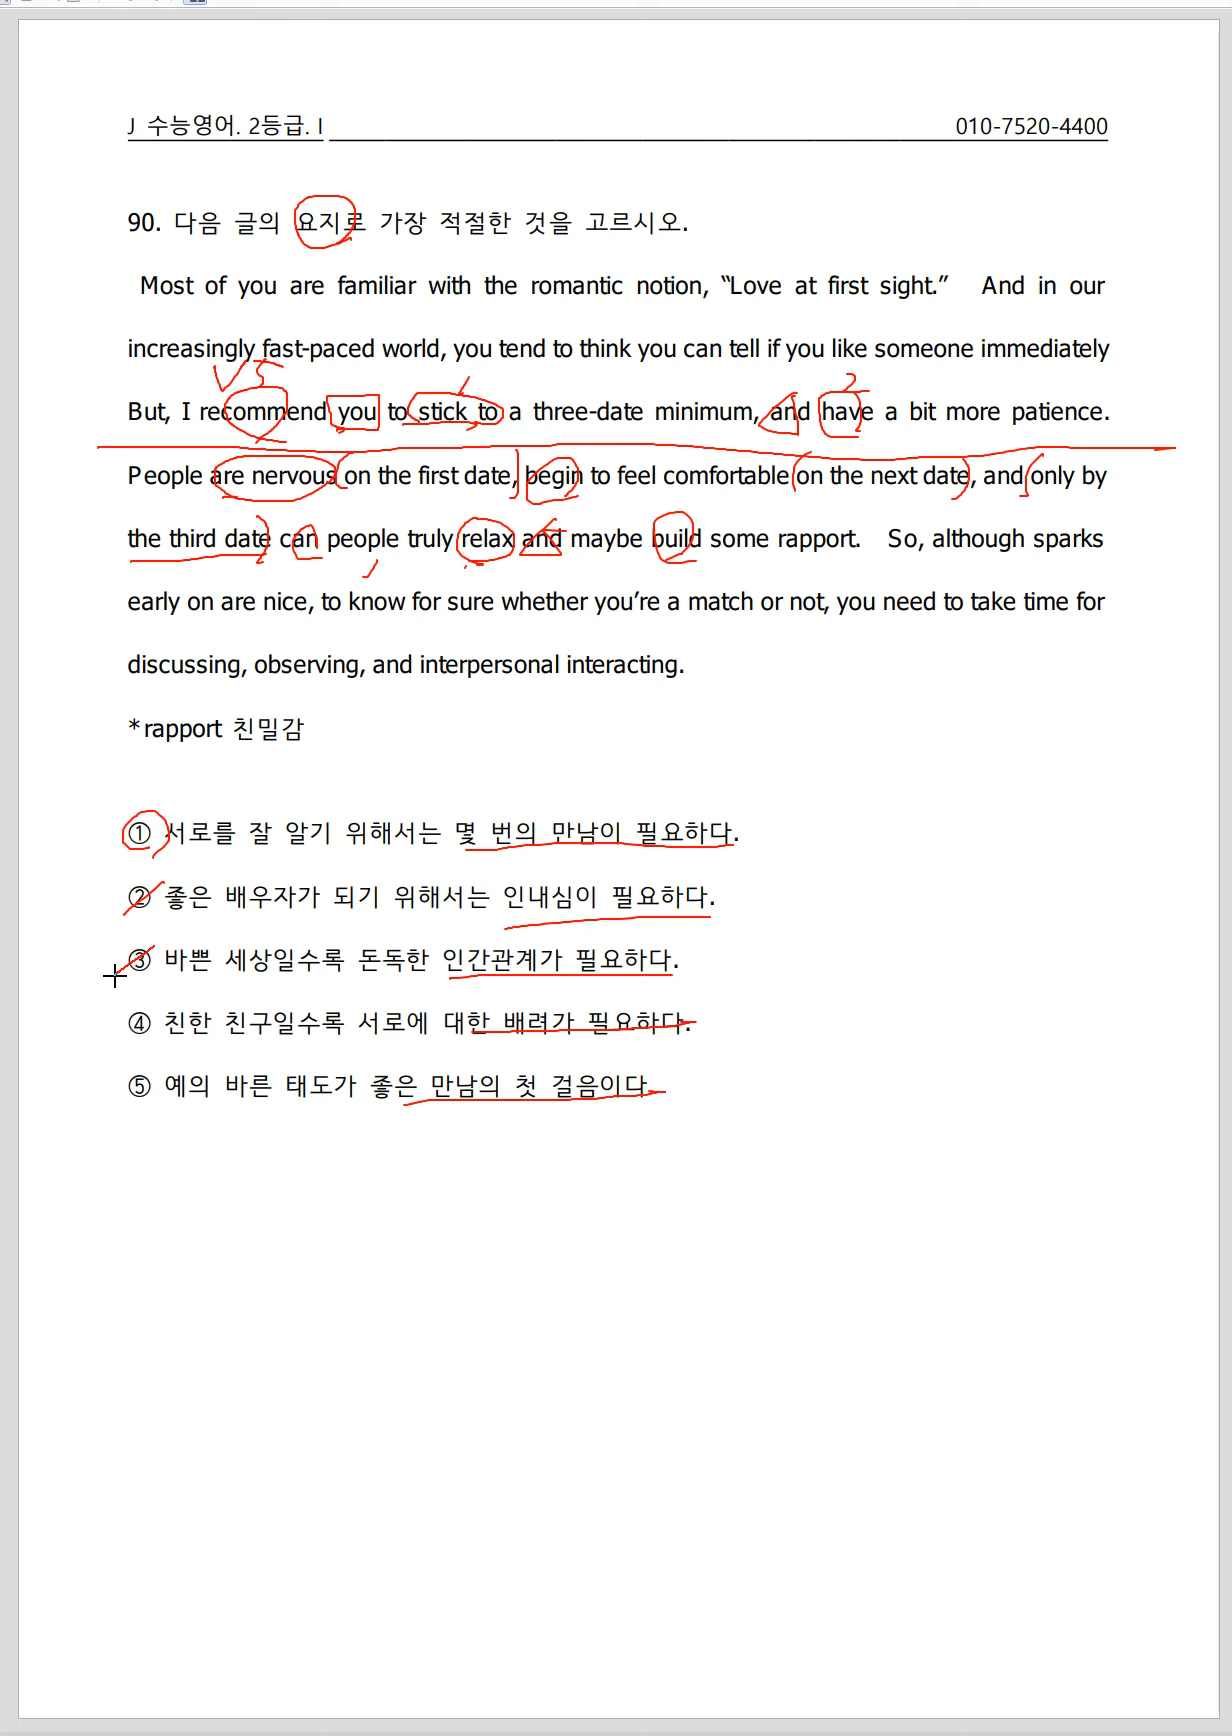 J 수능영어. 2등급. I 010-7520-4400
90. 다음 글의 요지로 가장 적절한 것을 고르시오.
Most of you are familiar with the romantic notion, “Love at first sight.” And in our
increasingly fast-paced world, you tend to think you can tell if you like someone immediately
But, I recommend you to stick to a three-date minimum, and have a bit more patience.
People are nervous on the first date, begin to feel comfortable on the next date, and only by
the third date can people truly relax and maybe build some rapport. So, although sparks
early on are nice, to know for sure whether you’re a match or not, you need to take time for
discussing, observing, and interpersonal interacting.
*rapport 친밀감
① 서로를 잘 알기 위해서는 몇 번의 만남이 필요하다.
② 좋은 배우자가 되기 위해서는 인내심이 필요하다.
③ 바쁜 세상일수록 돈독한 인간관계가 필요하다.
④ 친한 친구일수록 서로에 대한 배려가 필요하다.
⑤ 예의 바른 태도가 좋은 만남의 첫 걸음이다.